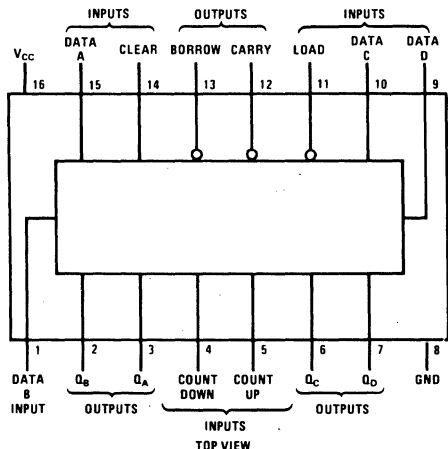 INPUTS OUTPUTS INPUTS
VCC DATA A CLEAR BORROW CARRY LOAD DATA C DATA D
16 15 14 13 12 11 10 9
1 2 3 4 5 6 7 8
DATA B INPUT QB QA COUNT DOWN COUNT UP QC QD GND
OUTPUTS INPUTS OUTPUTS
TOP VIEW